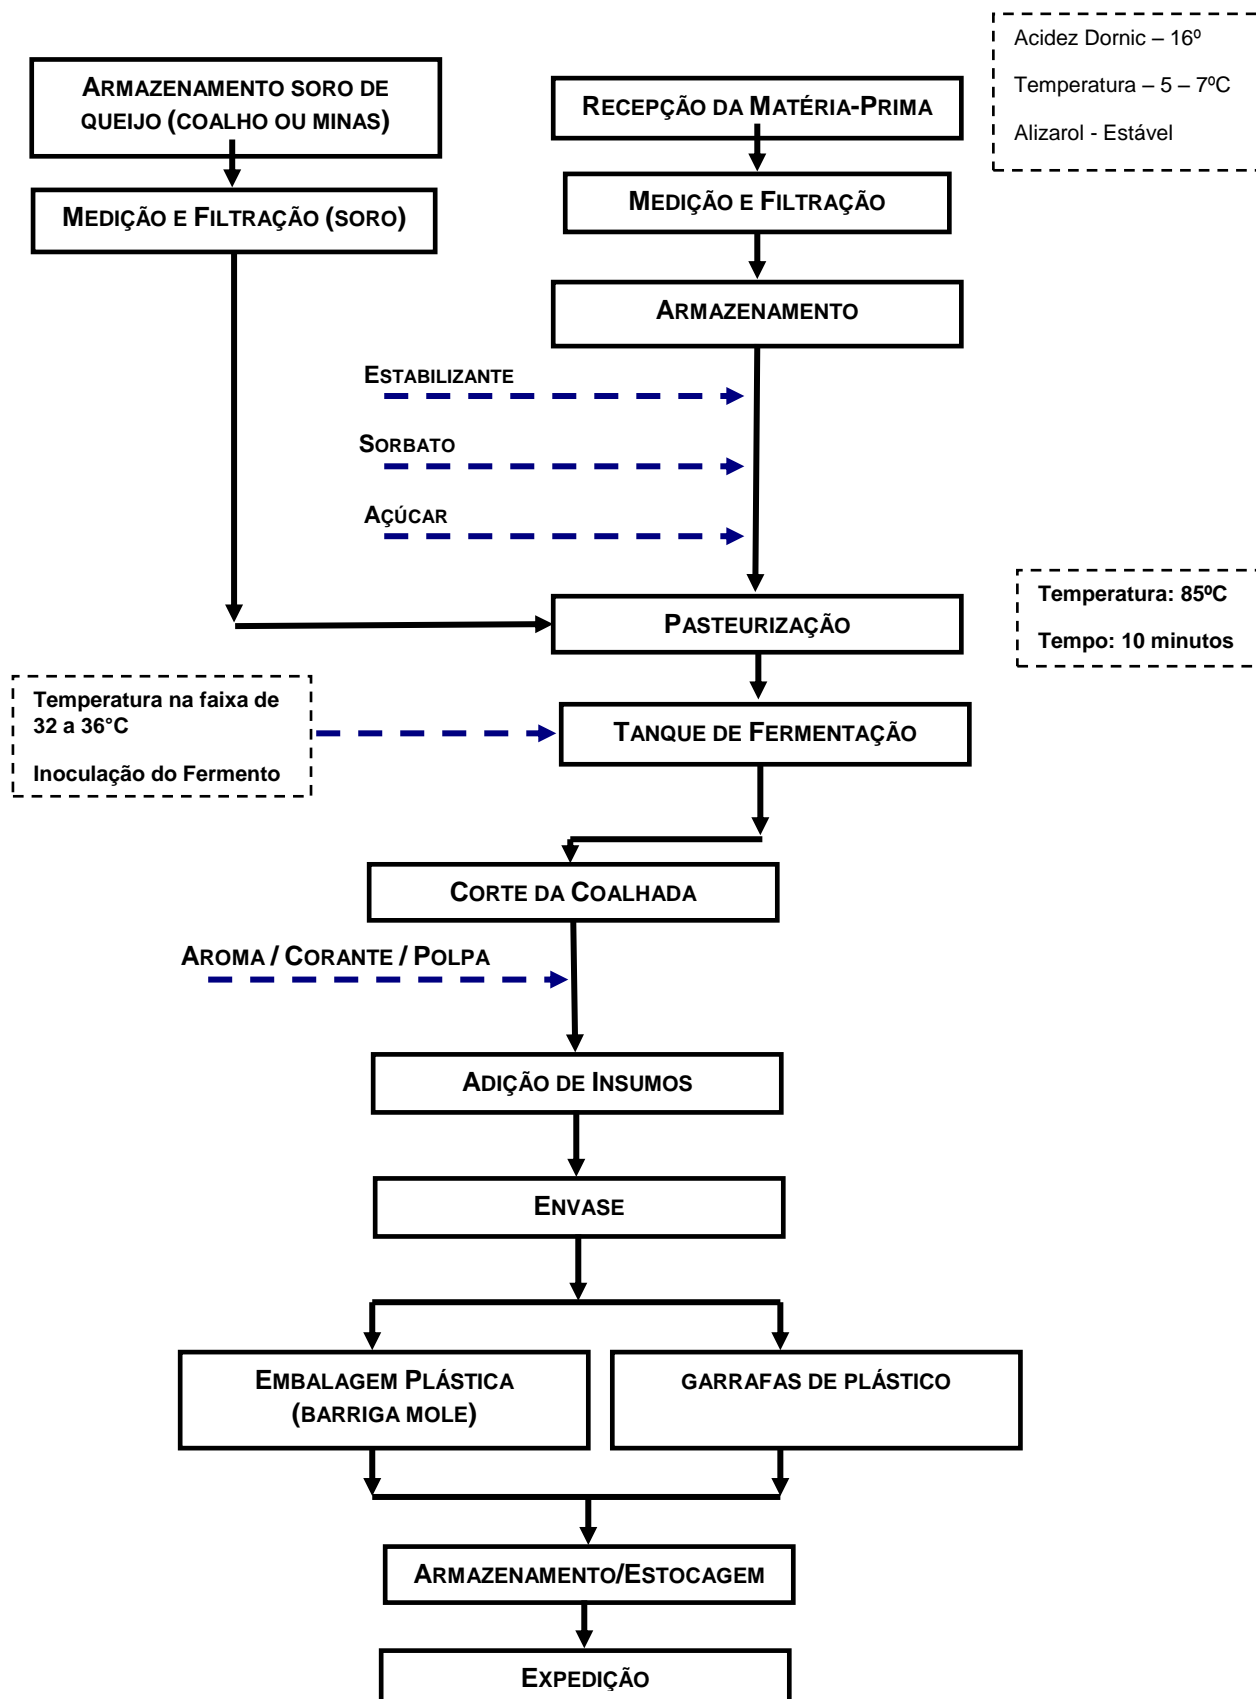 Acidez Dornic – 16º
Temperatura – 5 – 7ºC
Alizarol - Estável
ARMAZENAMENTO SORO DE
QUEIJO (COALHO OU MINAS)
RECEPÇÃO DA MATÉRIA-PRIMA
MEDIÇÃO E FILTRAÇÃO (SORO)
MEDIÇÃO E FILTRAÇÃO
ARMAZENAMENTO
ESTABILIZANTE
SORBATO
AÇÚCAR
PASTEURIZAÇÃO
Temperatura: 85ºC
Tempo: 10 minutos
Temperatura na faixa de
32 a 36°C
Inoculação do Fermento
TANQUE DE FERMENTAÇÃO
CORTE DA COALHADA
AROMA / CORANTE / POLPA
ADIÇÃO DE INSUMOS
ENVASE
EMBALAGEM PLÁSTICA
(BARRIGA MOLE)
GARRAFAS DE PLÁSTICO
ARMAZENAMENTO/ESTOCAGEM
EXPEDIÇÃO